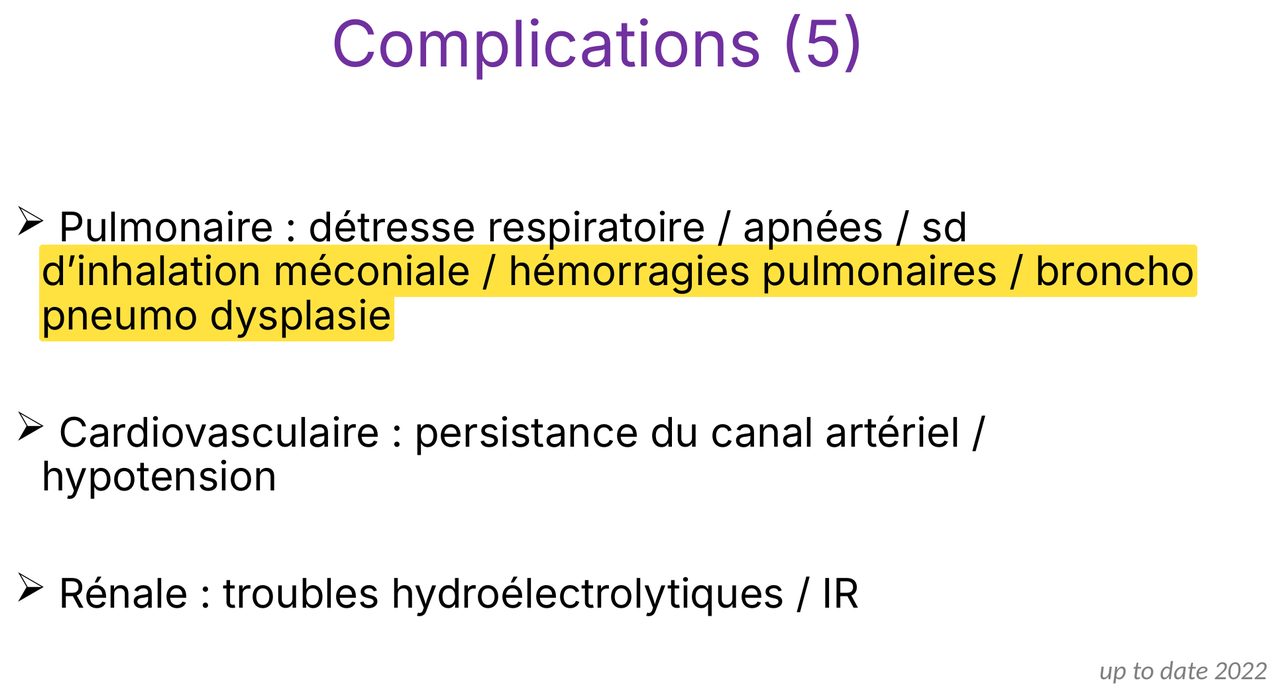 Complications (5)
➢ Pulmonaire : détresse respiratoire / apnées / sd
d’inhalation méconiale / hémorragies pulmonaires / broncho
pneumo dysplasie
➢ Cardiovasculaire : persistance du canal artériel /
hypotension
➢ Rénale : troubles hydroélectrolytiques / IR
up to date 2022